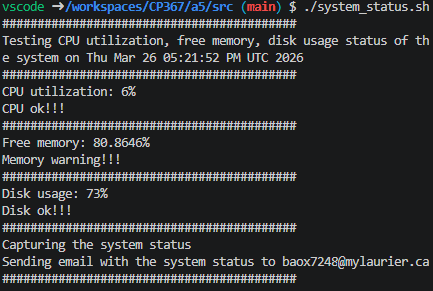 vscode ➜/workspaces/CP367/a5/src (main) $ ./system_status.sh
########################################
Testing CPU utilization, free memory, disk usage status of th
e system on Thu Mar 26 05:21:52 PM UTC 2026
########################################
CPU utilization: 6%
CPU ok!!!
########################################
Free memory: 80.8646%
Memory warning!!!
########################################
Disk usage: 73%
Disk ok!!!
########################################
Capturing the system status
Sending email with the system status to baox7248@mylaurier.ca
########################################